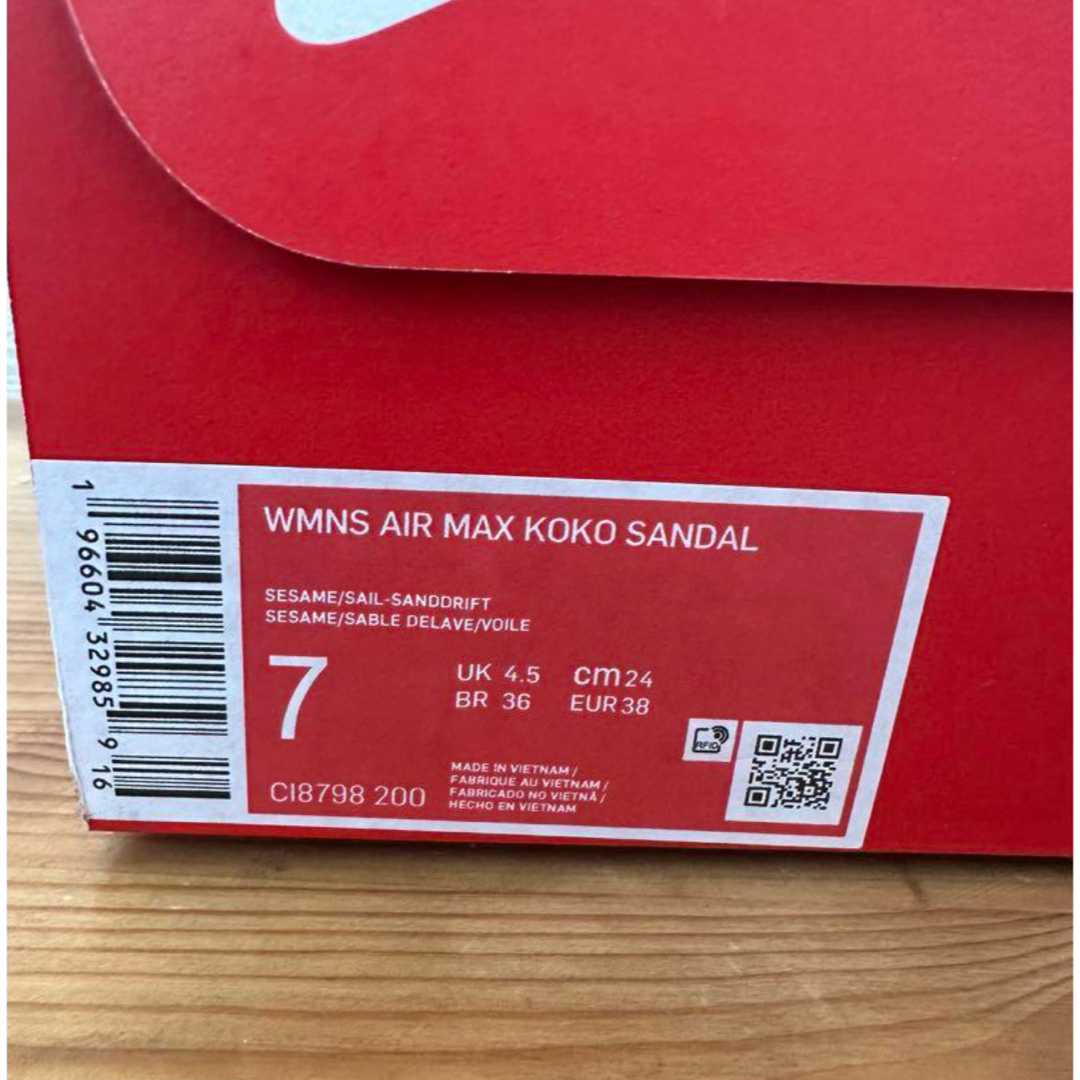 WMNS AIR MAX KOKO SANDAL
SESAME/SAIL-SANDDRIFT
SESAME/SABLE DELAVE/VOILE
7
UK 4.5 cm 24
BR 36 EUR 38
RFID
CI8798 200
MADE IN VIETNAM /
FABRIQUE AU VIETNAM /
FABRICADO NO VIETNÃ /
HECHO EN VIETNAM
1 96604 32985 9 16